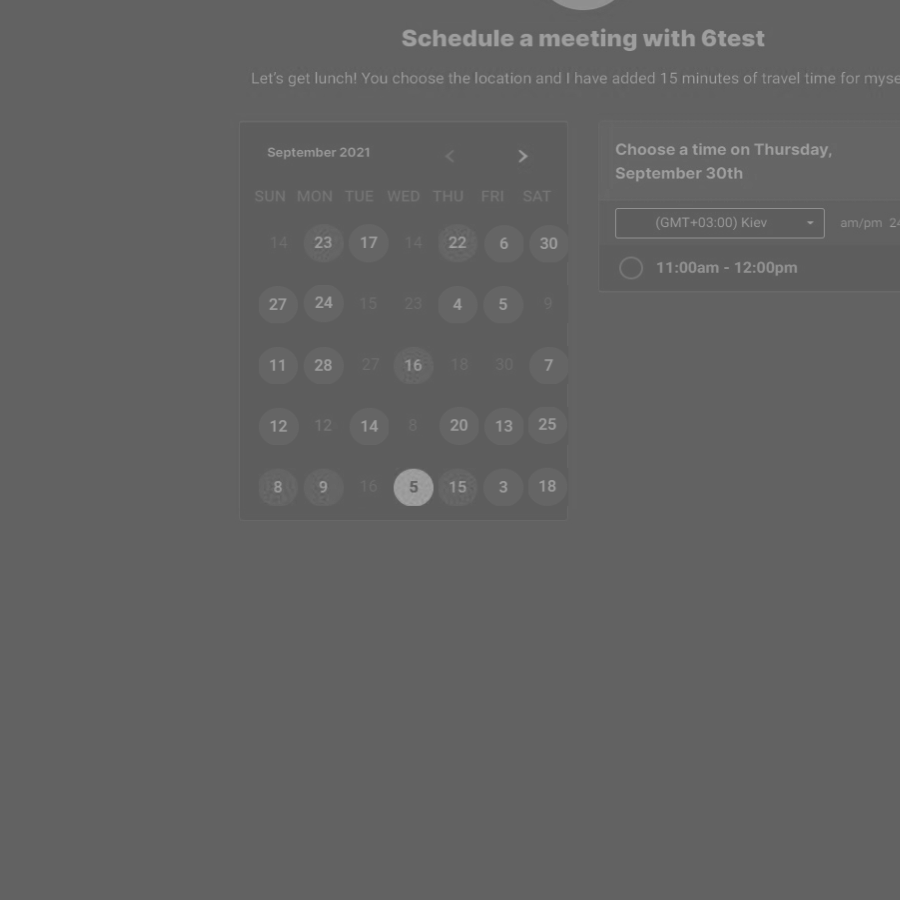 Schedule a meeting with 6test
Let's get lunch! You choose the location and I have added 15 minutes of travel time for myse
September 2021
SUN MON TUE WED THU FRI SAT
14 23 17 14 22 6 30
27 24 15 23 4 5 9
11 28 27 16 18 30 7
12 12 14 8 20 13 25
8 9 16 5 15 3 18
Choose a time on Thursday,
September 30th
(GMT+03:00) Kiev am/pm 24
11:00am - 12:00pm